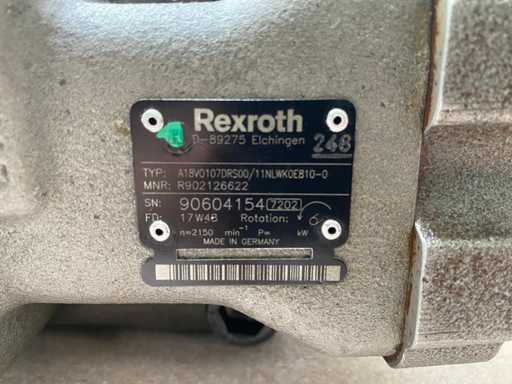 Rexroth
D-89275 Elchingen
248
TYP: A18VO107DRS00/11NLWK0E810-0
MNR: R902126622
SN: 90604154 7202
FD: 17W48 Rotation:
n=2150 min-1 P= kW
MADE IN GERMANY